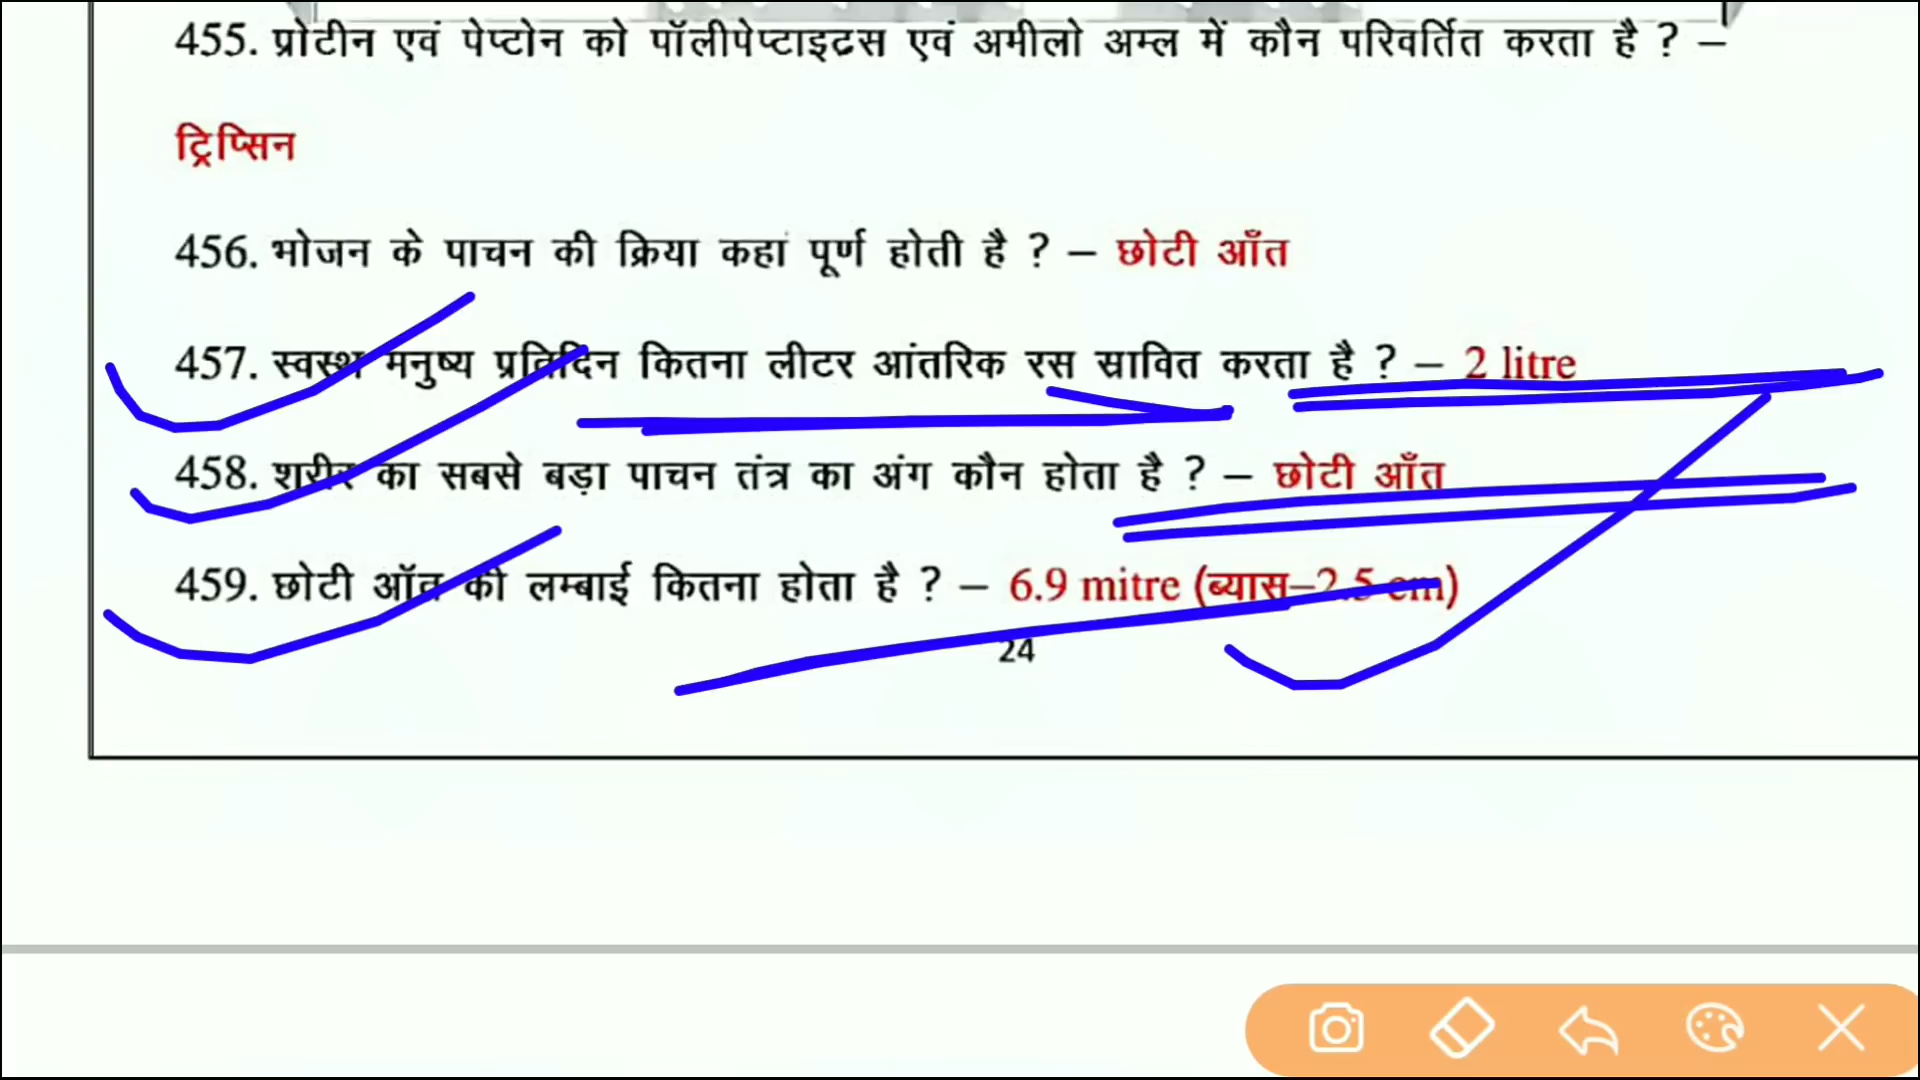 455. प्रोटीन एवं पेप्टोन को पॉलीपेप्टाइट्स एवं अमीलो अम्ल में कौन परिवर्तित करता है ? –
ट्रिप्सिन
456. भोजन के पाचन की क्रिया कहां पूर्ण होती है ? – छोटी आँत
457. स्वस्थ मनुष्य प्रतिदिन कितना लीटर आंतरिक रस स्रावित करता है ? – 2 litre
458. शरीर का सबसे बड़ा पाचन तंत्र का अंग कौन होता है ? – छोटी आँत
459. छोटी ऑंत की लम्बाई कितना होता है ? – 6.9 mitre (ब्यास–2.5 cm)
24